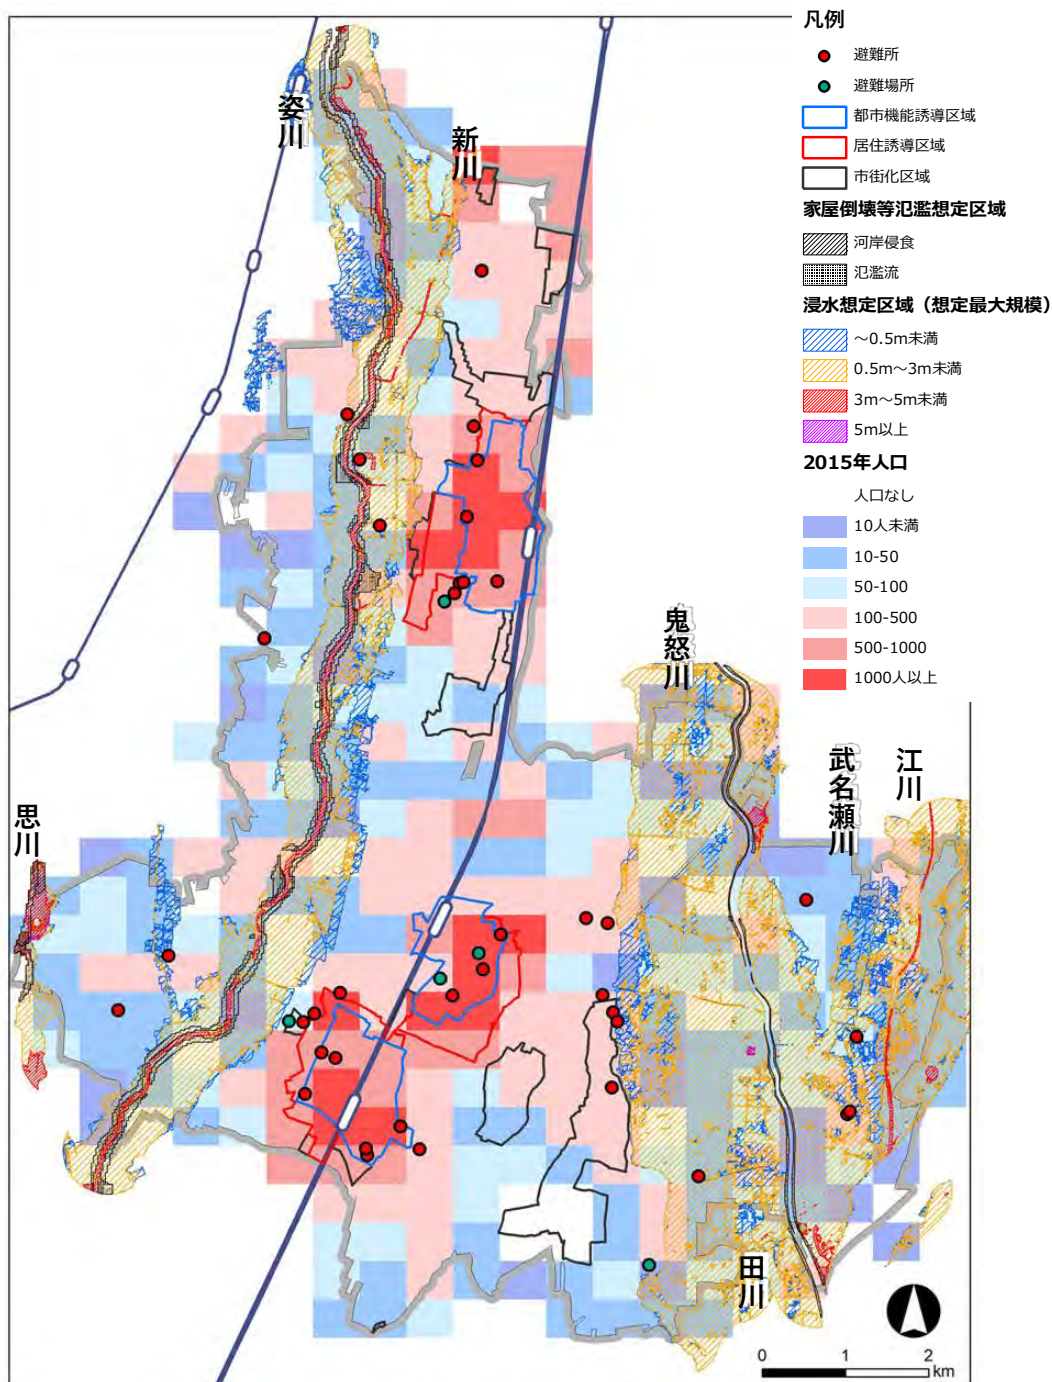 凡例
避難所
避難場所
都市機能誘導区域
居住誘導区域
市街化区域
家屋倒壊等氾濫想定区域
河岸侵食
氾濫流
浸水想定区域（想定最大規模）
～0.5m未満
0.5m～3m未満
3m～5m未満
5m以上
2015年人口
人口なし
10人未満
10-50
50-100
100-500
500-1000
1000人以上
姿川
新川
鬼怒川
武名瀬川
江川
思川
田川
0 1 2
km